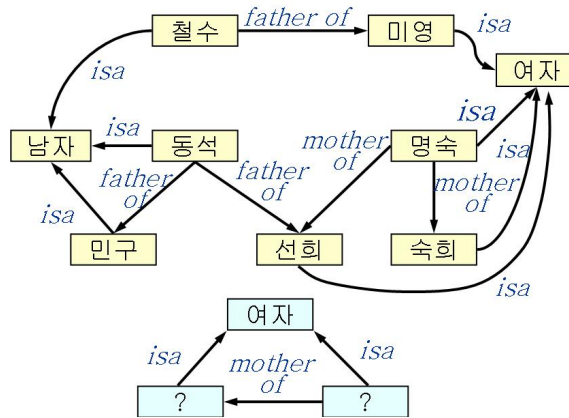 철수
father of
미영
isa
isa
여자
남자
isa
동석
mother
of
명숙
isa
isa
father
of
father
of
mother
of
isa
민구
선희
숙희
isa
여자
isa
mother
of
isa
?
?